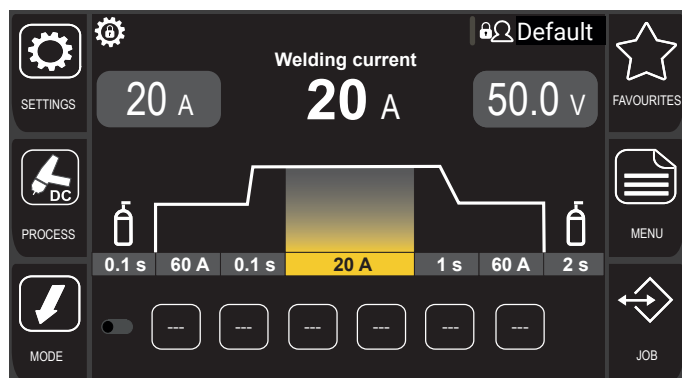 Default
Welding current
20 A
20 A
50.0 V
SETTINGS
FAVOURITES
DC
PROCESS
MENU
0.1 s 60 A 0.1 s 20 A 1 s 60 A 2 s
--- --- --- --- --- ---
MODE
JOB